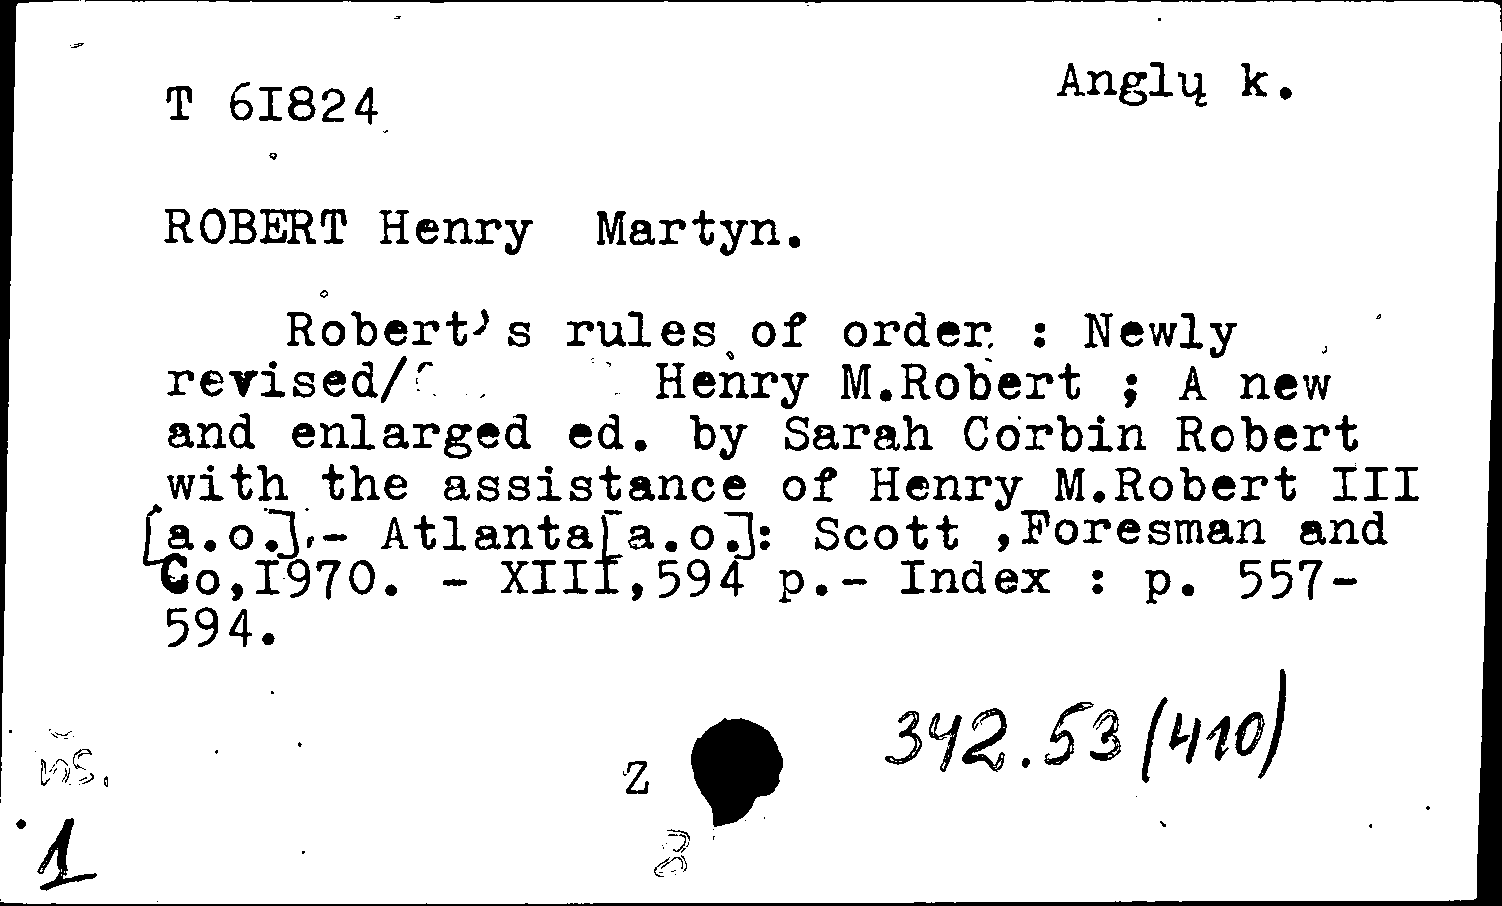 Anglų k.
T 6I824
ROBERT Henry Martyn.
Robert's rules of order : Newly
revised/ Henry M.Robert ; A new
and enlarged ed. by Sarah Corbin Robert
with the assistance of Henry M.Robert III
[a.o.].- Atlanta[a.o.]: Scott ,Foresman and
Co,I970. - XIII,594 p.- Index : p. 557-
594.
342.53(410)
z
1